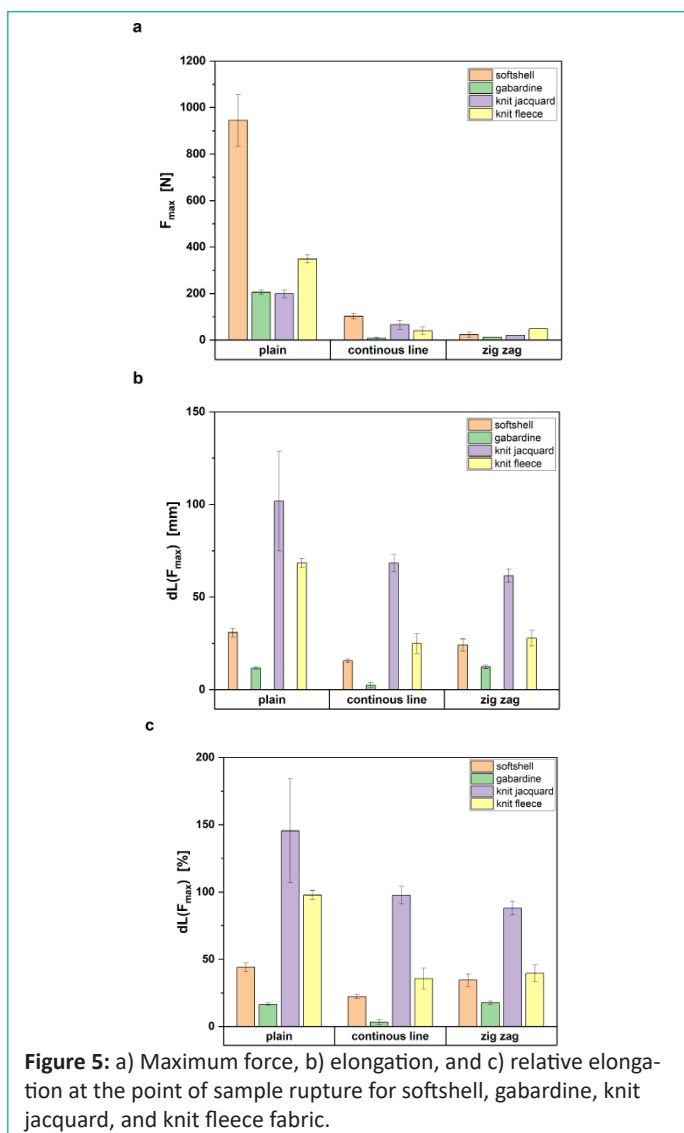 a
1200
1000
800
600
400
200
0
F max [N]
softshell
gabardine
knit jacquard
knit fleece
plain continous line zig zag
b
150
100
50
0
dL(F max) [mm]
softshell
gabardine
knit jacquard
knit fleece
plain continous line zig zag
c
200
150
100
50
0
dL(F max) [%]
softshell
gabardine
knit jacquard
knit fleece
plain continous line zig zag
Figure 5: a) Maximum force, b) elongation, and c) relative elonga-
tion at the point of sample rupture for softshell, gabardine, knit
jacquard, and knit fleece fabric.